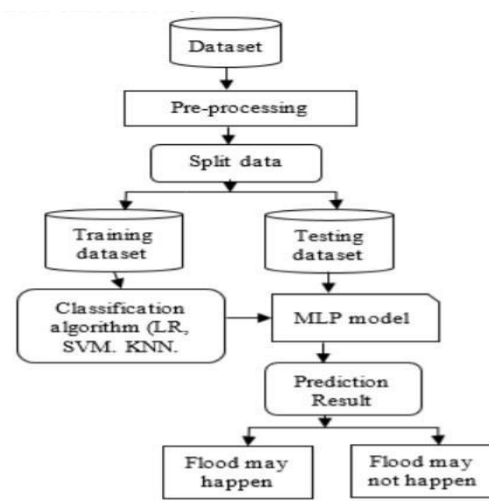 Dataset
Pre-processing
Split data
Training
dataset
Testing
dataset
Classification
algorithm (LR,
SVM. KNN.
MLP model
Prediction
Result
Flood may
happen
Flood may
not happen